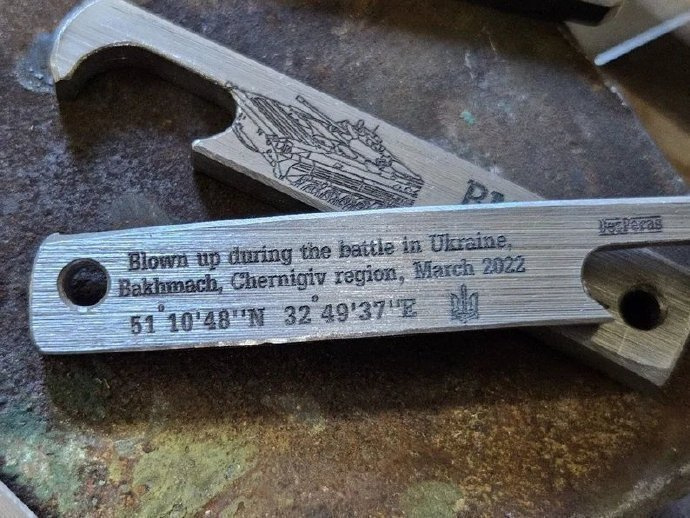 Blown up during the battle in Ukraine,
Bakhmach, Chernigiv region, March 2022
51°10'48''N 32°49'37''E